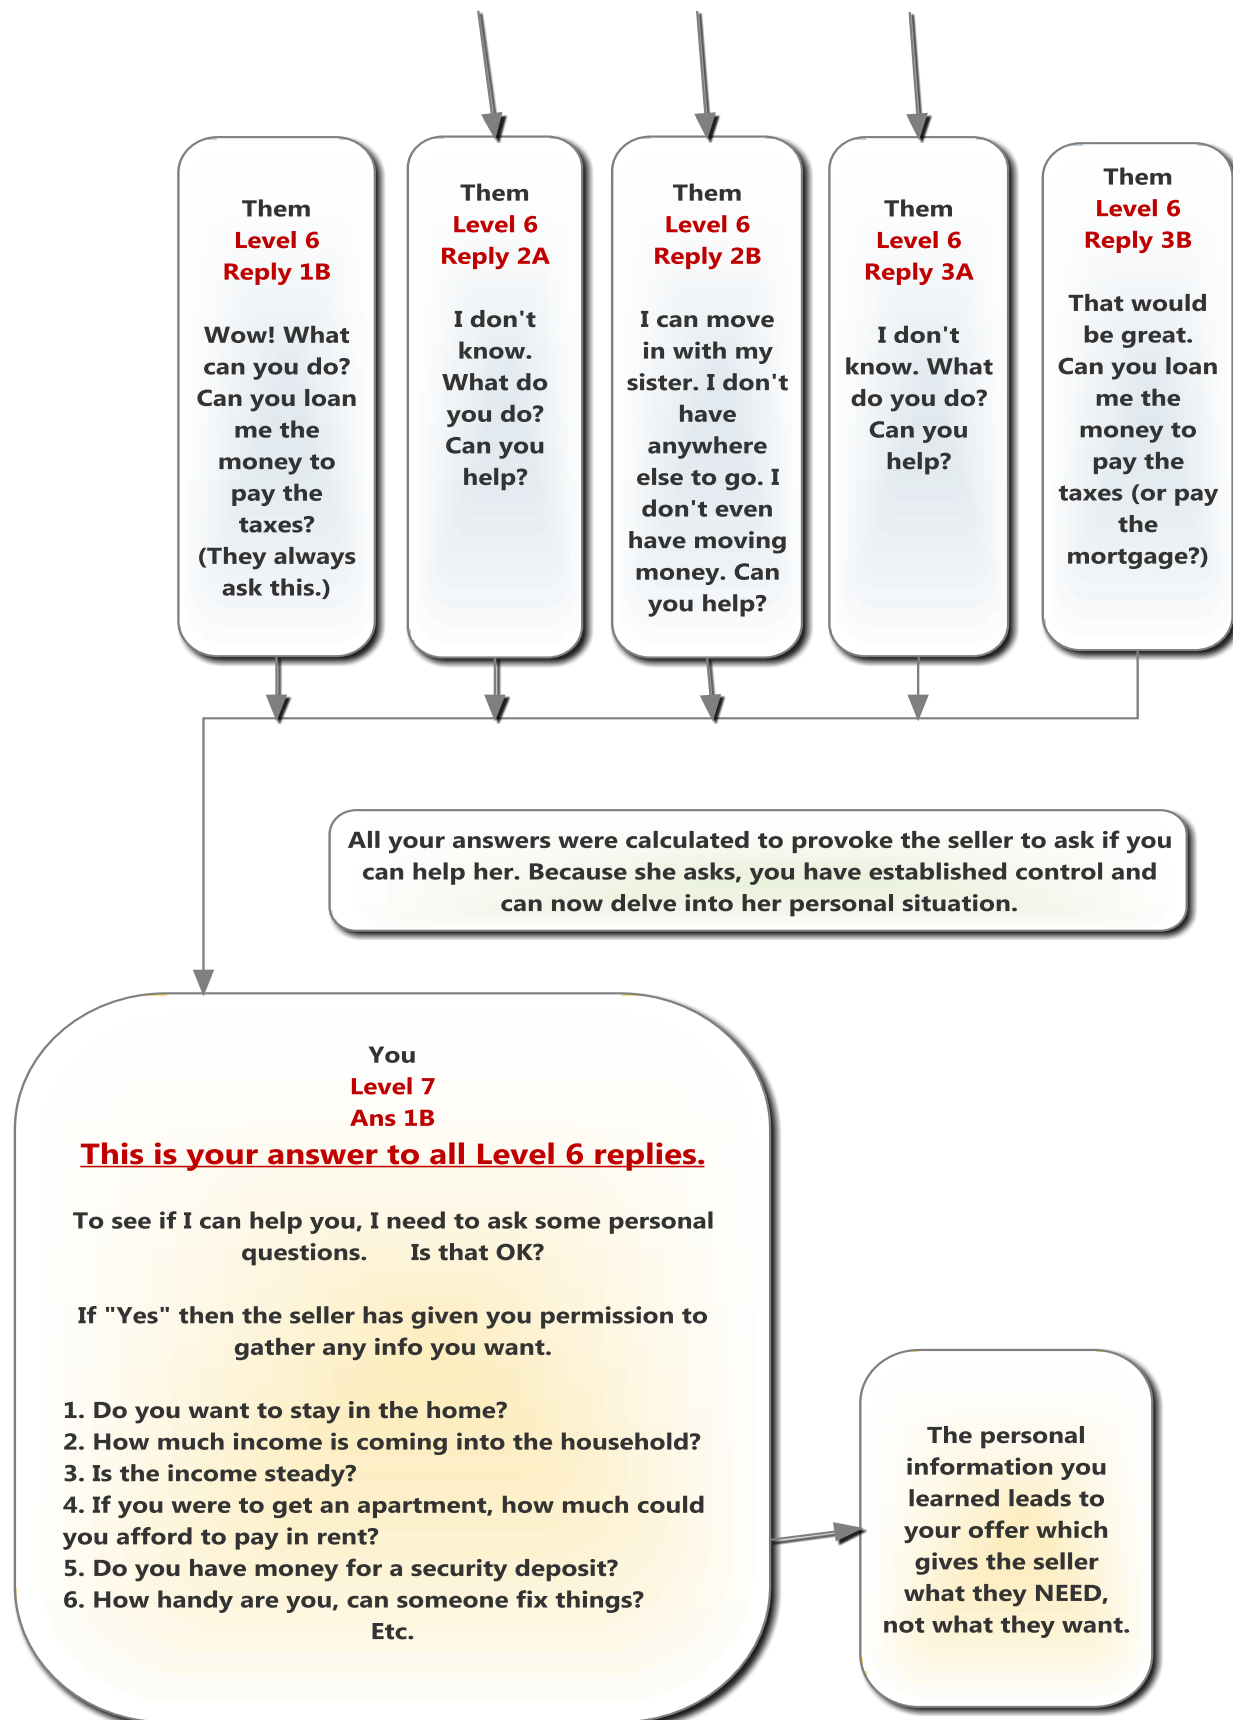 Them
Level 6
Reply 1B
Wow! What
can you do?
Can you loan
me the
money to
pay the
taxes?
(They always
ask this.)
Them
Level 6
Reply 2A
I don't
know.
What do
you do?
Can you
help?
Them
Level 6
Reply 2B
I can move
in with my
sister. I don't
have
anywhere
else to go. I
don't even
have moving
money. Can
you help?
Them
Level 6
Reply 3A
I don't
know. What
do you do?
Can you
help?
Them
Level 6
Reply 3B
That would
be great.
Can you loan
me the
money to
pay the
taxes (or pay
the
mortgage?)
All your answers were calculated to provoke the seller to ask if you
can help her. Because she asks, you have established control and
can now delve into her personal situation.
You
Level 7
Ans 1B
This is your answer to all Level 6 replies.
To see if I can help you, I need to ask some personal
questions. Is that OK?
If "Yes" then the seller has given you permission to
gather any info you want.
1. Do you want to stay in the home?
2. How much income is coming into the household?
3. Is the income steady?
4. If you were to get an apartment, how much could
you afford to pay in rent?
5. Do you have money for a security deposit?
6. How handy are you, can someone fix things?
Etc.
The personal
information you
learned leads to
your offer which
gives the seller
what they NEED,
not what they want.